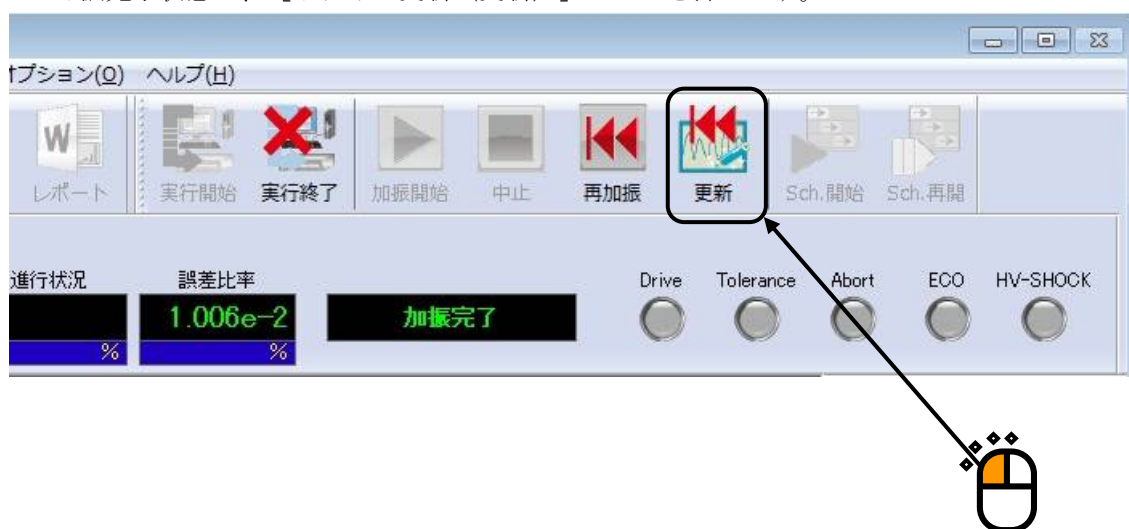 オプション(O) ヘルプ(H)
W
レポート 実行開始 実行終了 加振開始 中止 再加振 更新 Sch.開始 Sch.再開
進行状況 誤差比率 Drive Tolerance Abort ECO HV-SHOCK
1.006e-2 加振完了
% %